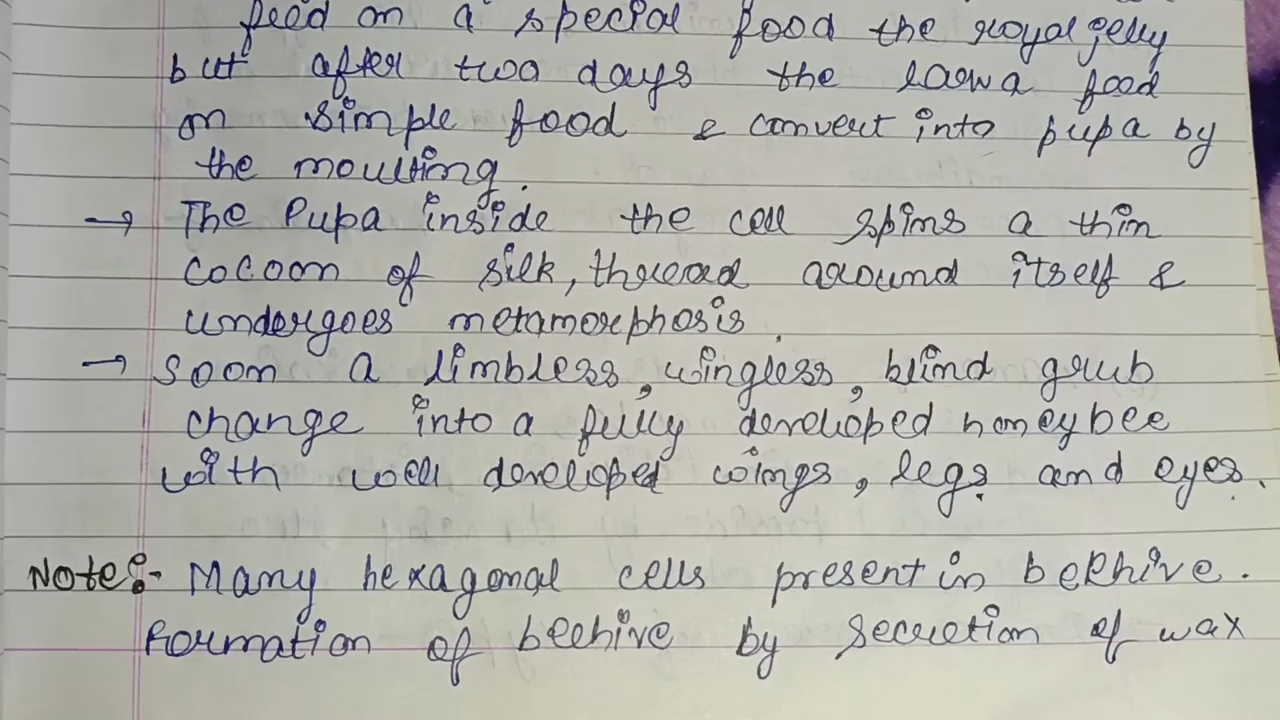 feed on a special food the royal jelly
but after two days the larva food
on simple food & convert into pupa by
the moulting.
→ The Pupa inside the cell spins a thin
cocoon of silk, thread around itself &
undergoes metamorphosis.
→ Soon a limbless, wingless, blind grub
change into a fully developed honeybee
with well developed wings, legs and eyes.
Note:- Many hexagonal cells present in beehive.
Formation of beehive by secretion of wax